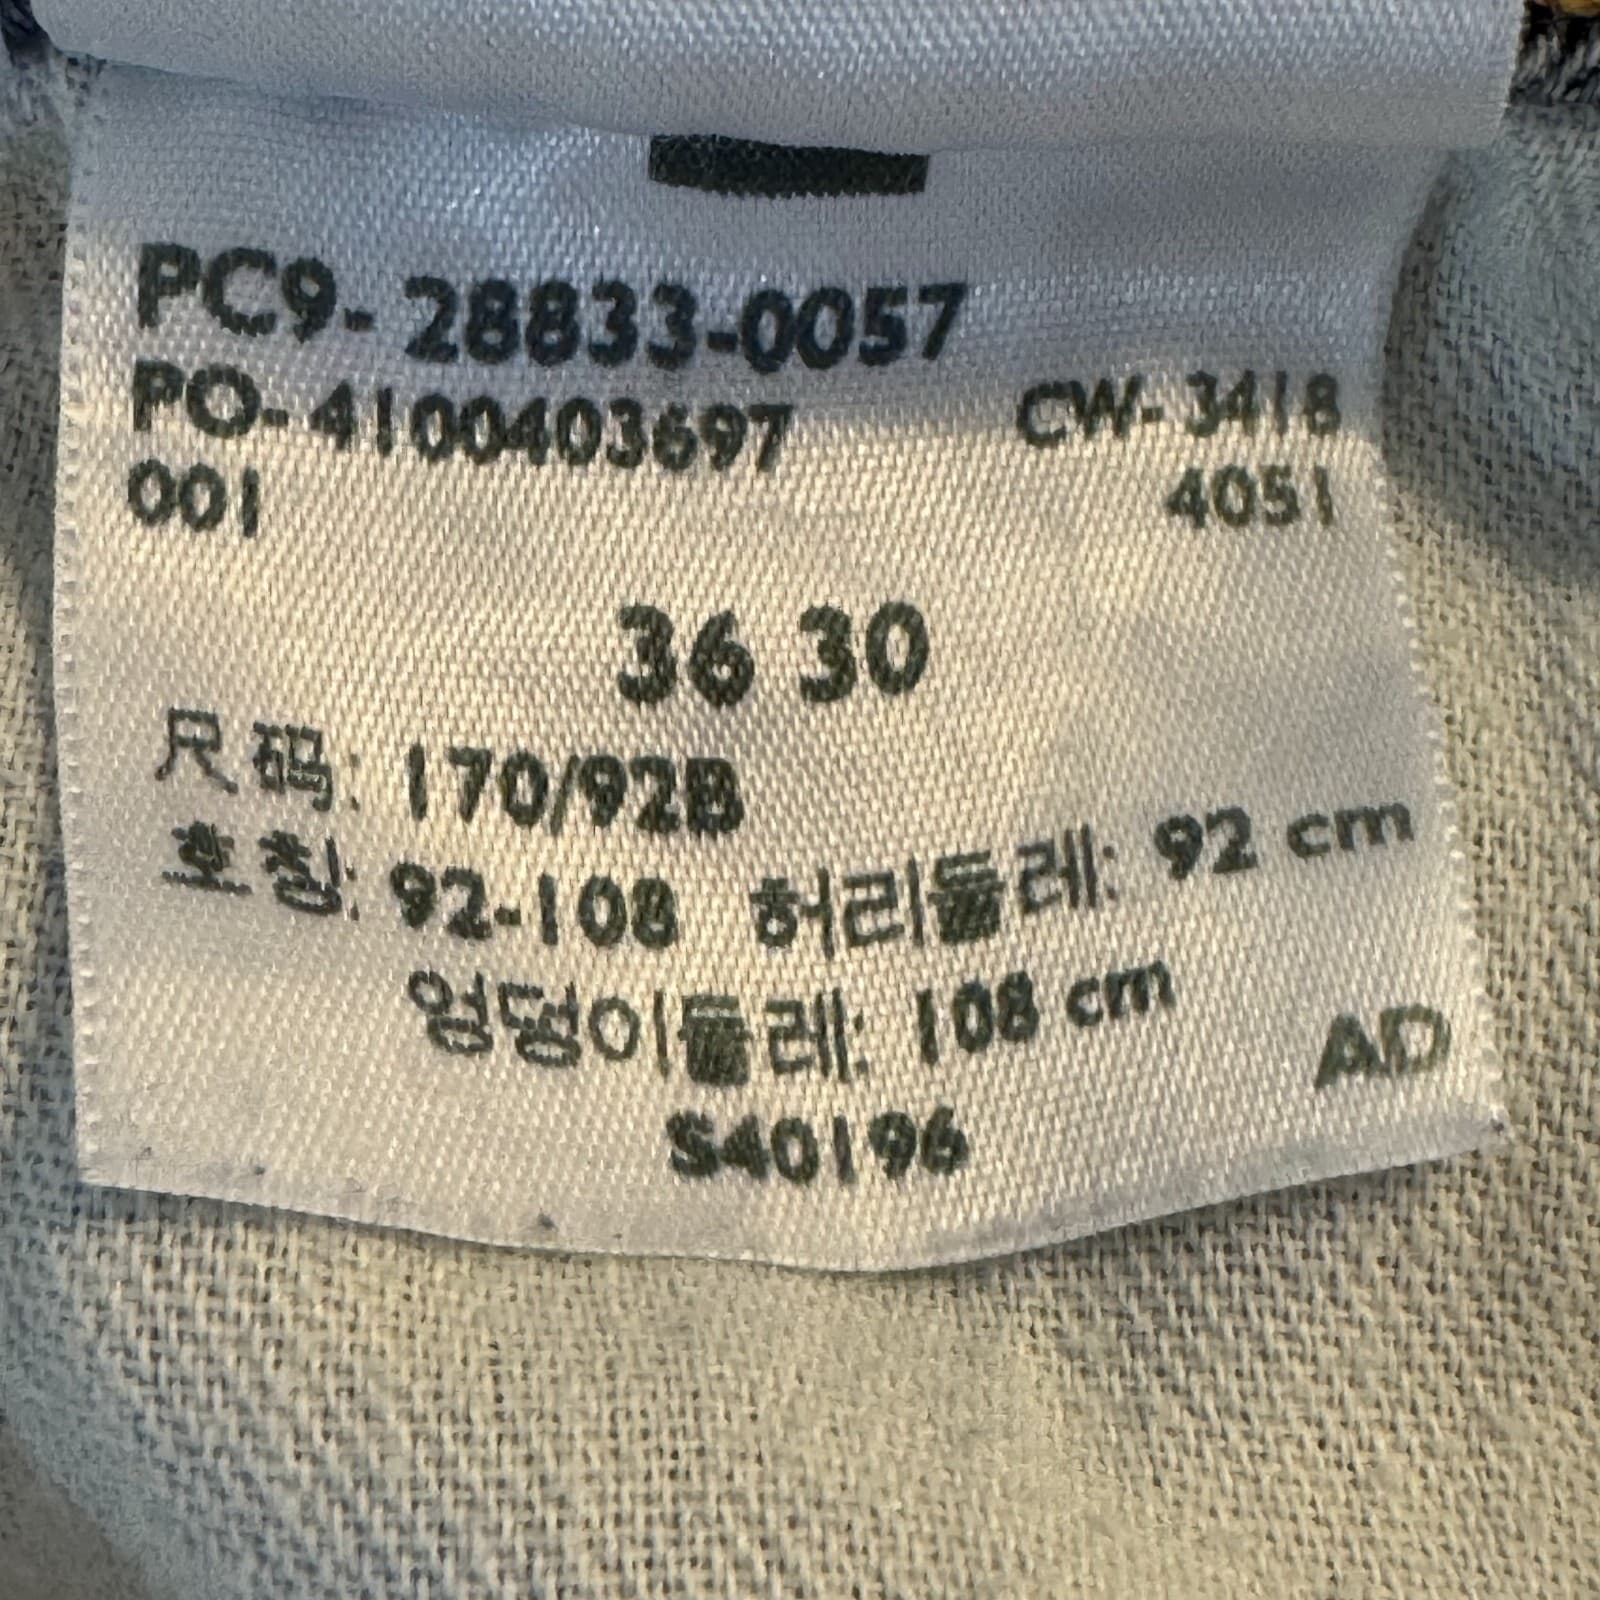 PC9-28833-0057
PO-4100403697 CW-3418
001 4051
36 30
尺码: 170/92B
호칭: 92-108 허리둘레: 92 cm
엉덩이둘레: 108 cm
AD
S40196